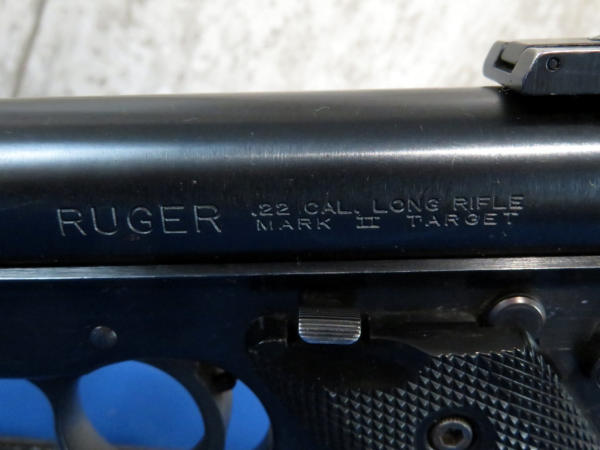 RUGER
.22 CAL. LONG RIFLE
MARK II TARGET